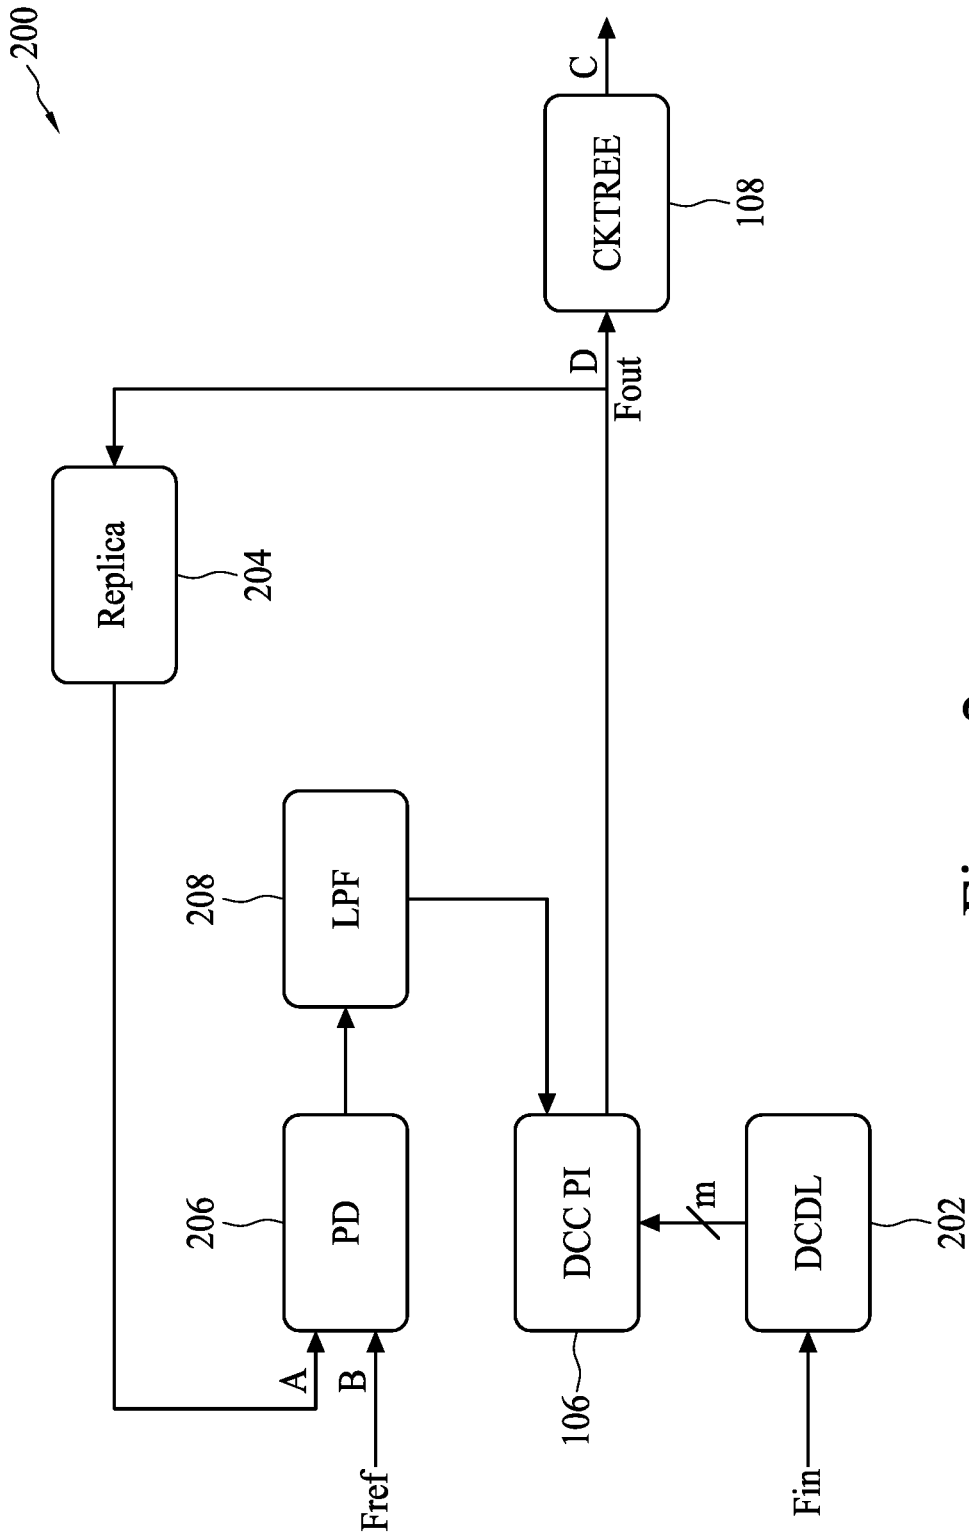 200
Replica
204
206
208
A
PD
LPF
B
Fref
106
DCC PI
D
C
CKTREE
Fout
m
108
Fin
DCDL
202